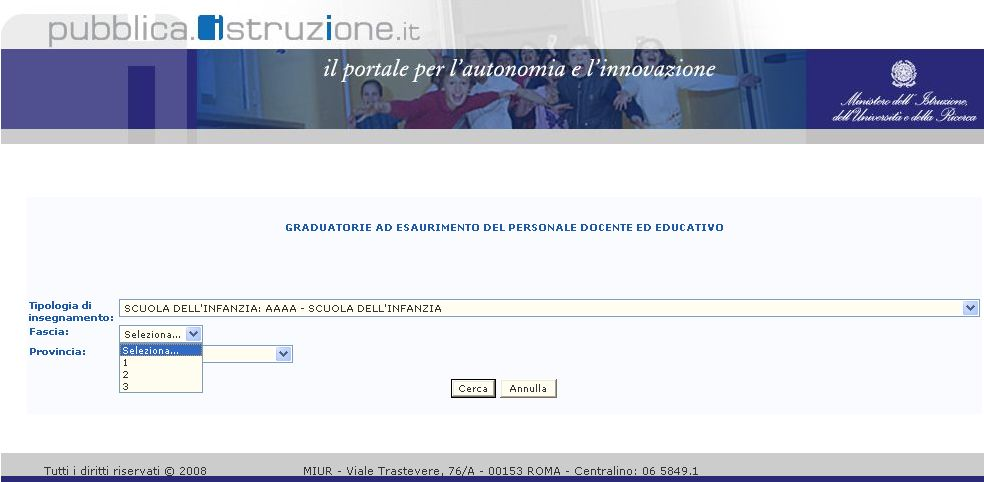 pubblica.istruzione.it
il portale per l'autonomia e l'innovazione
Ministero dell'Istruzione,
dell'Università e della Ricerca
GRADUATORIE AD ESAURIMENTO DEL PERSONALE DOCENTE ED EDUCATIVO
Tipologia di
insegnamento:
SCUOLA DELL'INFANZIA: AAAA - SCUOLA DELL'INFANZIA
Fascia:
Seleziona...
Provincia:
Seleziona...
1
2
3
Cerca
Annulla
Tutti i diritti riservati © 2008
MIUR - Viale Trastevere, 76/A - 00153 ROMA - Centralino: 06 5849.1